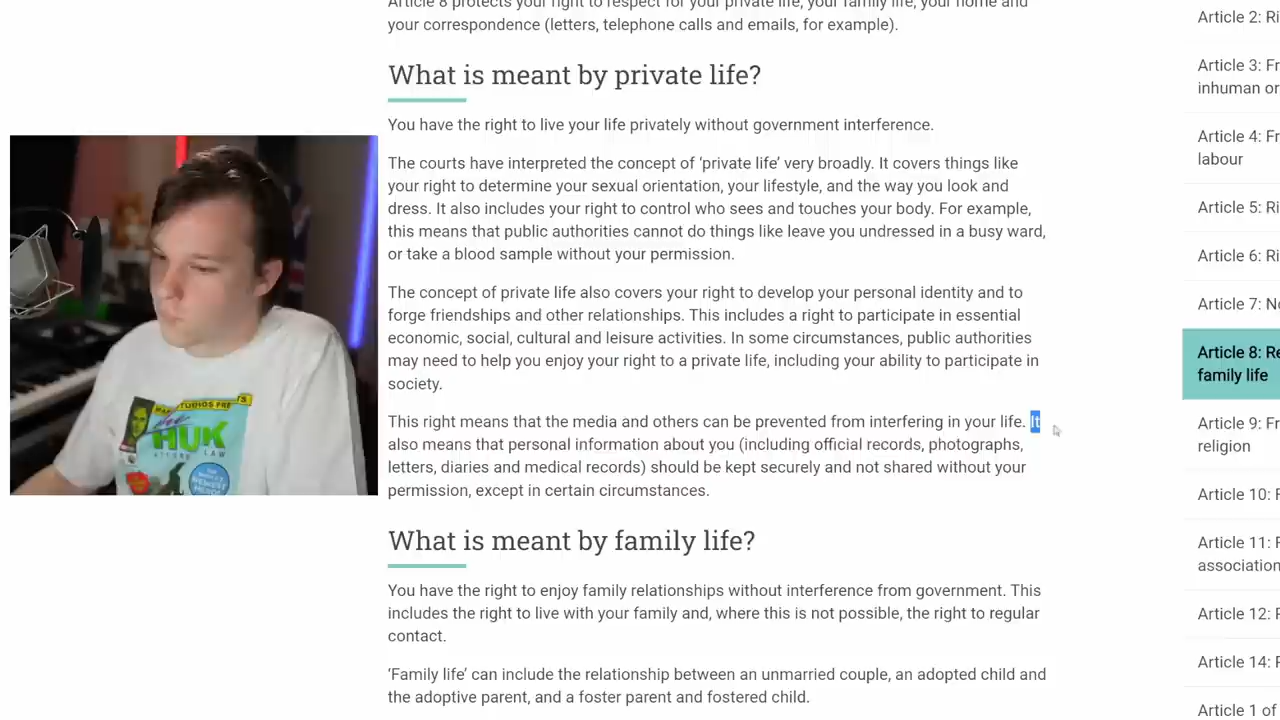 Article 8 protects your right to respect for your private life, your family life, your home and
your correspondence (letters, telephone calls and emails, for example).
What is meant by private life?
You have the right to live your life privately without government interference.
The courts have interpreted the concept of ‘private life’ very broadly. It covers things like
your right to determine your sexual orientation, your lifestyle, and the way you look and
dress. It also includes your right to control who sees and touches your body. For example,
this means that public authorities cannot do things like leave you undressed in a busy ward,
or take a blood sample without your permission.
The concept of private life also covers your right to develop your personal identity and to
forge friendships and other relationships. This includes a right to participate in essential
economic, social, cultural and leisure activities. In some circumstances, public authorities
may need to help you enjoy your right to a private life, including your ability to participate in
society.
This right means that the media and others can be prevented from interfering in your life. It
also means that personal information about you (including official records, photographs,
letters, diaries and medical records) should be kept securely and not shared without your
permission, except in certain circumstances.
What is meant by family life?
You have the right to enjoy family relationships without interference from government. This
includes the right to live with your family and, where this is not possible, the right to regular
contact.
‘Family life’ can include the relationship between an unmarried couple, an adopted child and
the adoptive parent, and a foster parent and fostered child.
Article 2: Ri
Article 3: Fr
inhuman or
Article 4: Fr
labour
Article 5: Ri
Article 6: Ri
Article 7: No
Article 8: Re
family life
Article 9: Fr
religion
Article 10: F
Article 11: F
association
Article 12: R
Article 14: P
Article 1 of
HUK
ATTORNEY LAW